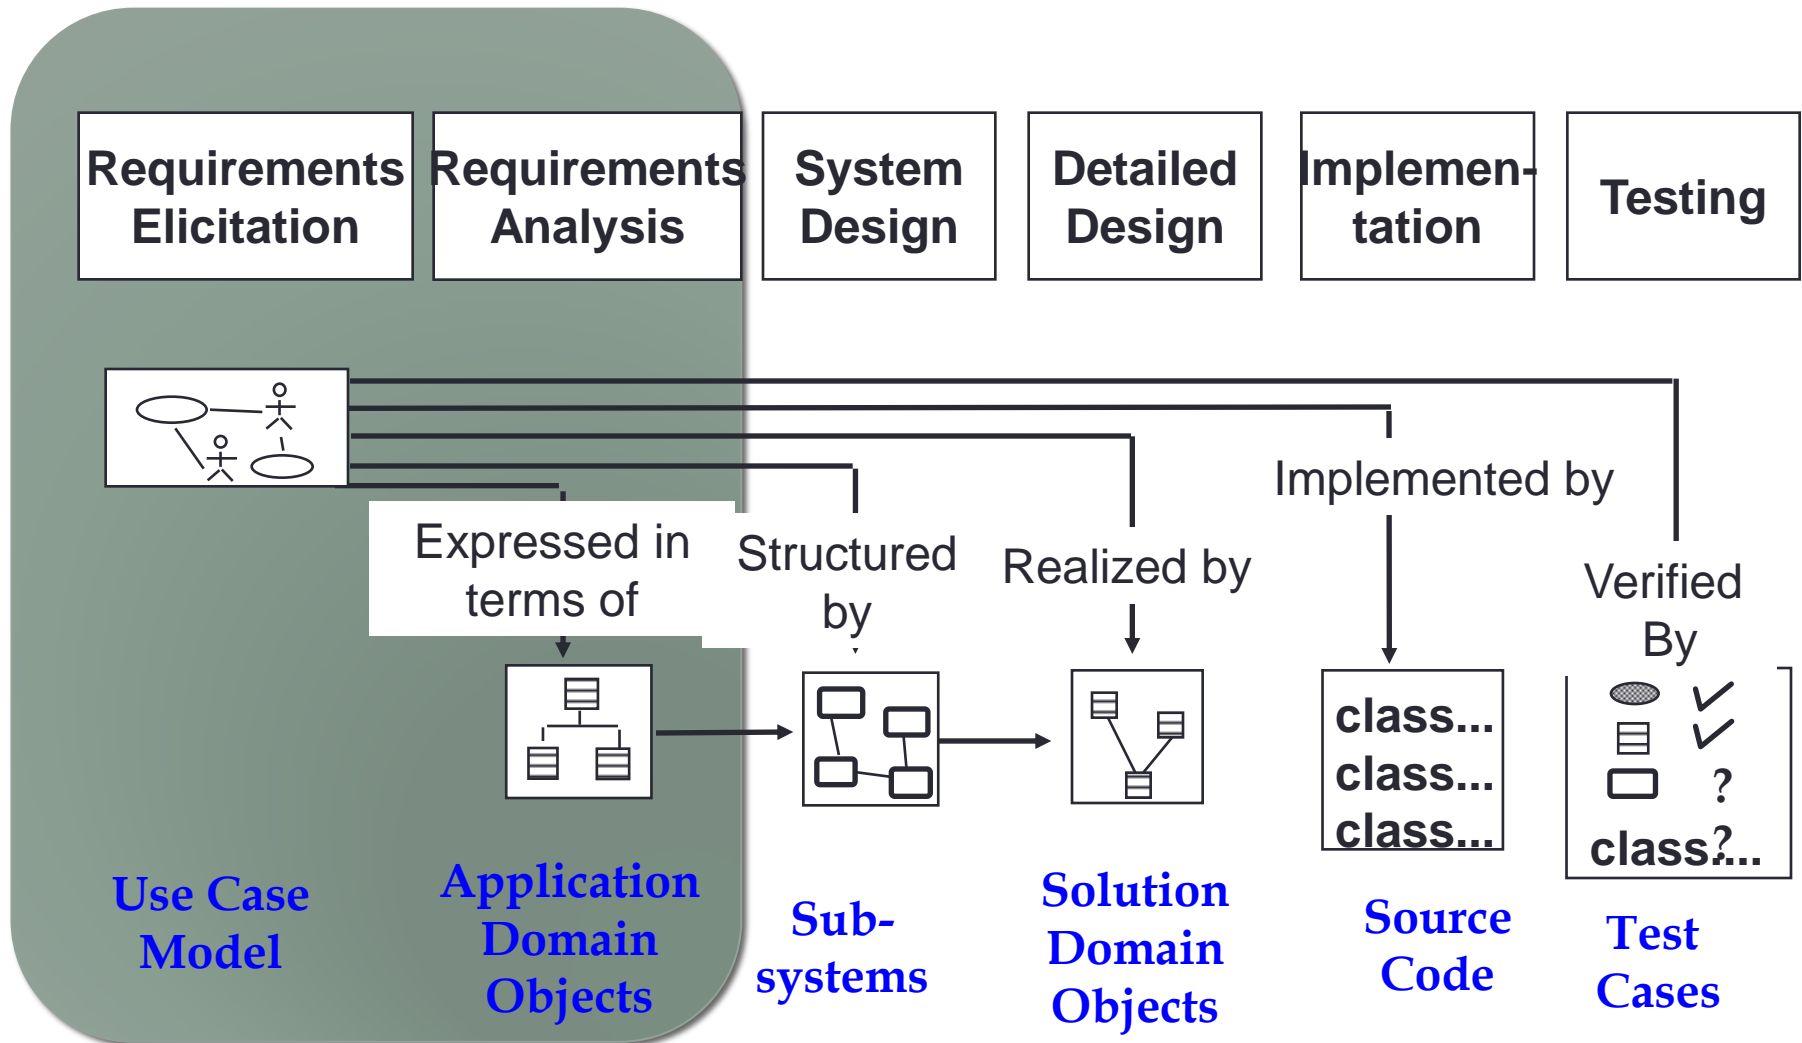 Requirements
Elicitation
Requirements
Analysis
System
Design
Detailed
Design
Implemen-
tation
Testing
Expressed in
terms of
Structured
by
Realized by
Implemented by
Verified
By
class...
class...
class...
?
class....
?
Use Case
Model
Application
Domain
Objects
Sub-
systems
Solution
Domain
Objects
Source
Code
Test
Cases